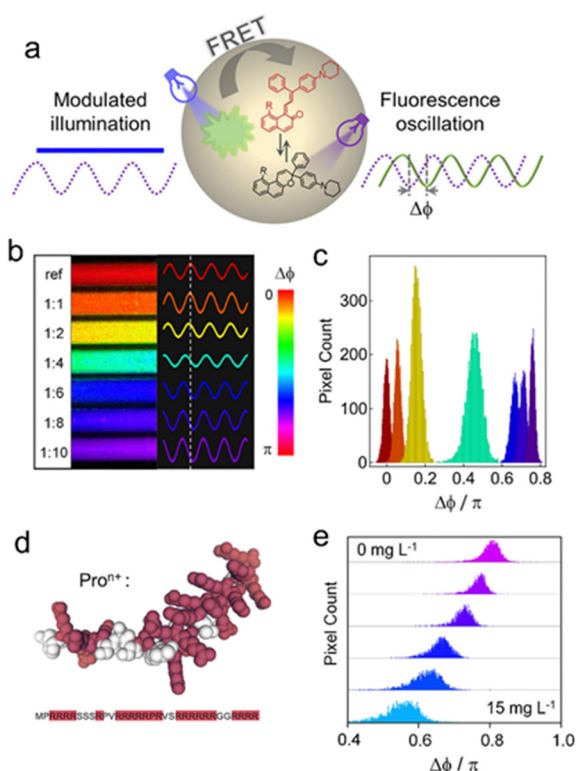 a
FRET
Modulated
illumination
Fluorescence
oscillation
R
O
N
R
O
N
Δϕ
b
ref
1:1
1:2
1:4
1:6
1:8
1:10
Δϕ
0
π
c
Pixel Count
300
200
100
0
0 0.2 0.4 0.6 0.8
Δϕ / π
d
Proⁿ⁺ :
MPRRRRSSSRPVRRRRRPRVSRRRRRRGGRRRR
e
Pixel Count
0 mg L⁻¹
15 mg L⁻¹
0.4 0.6 0.8 1.0
Δϕ / π